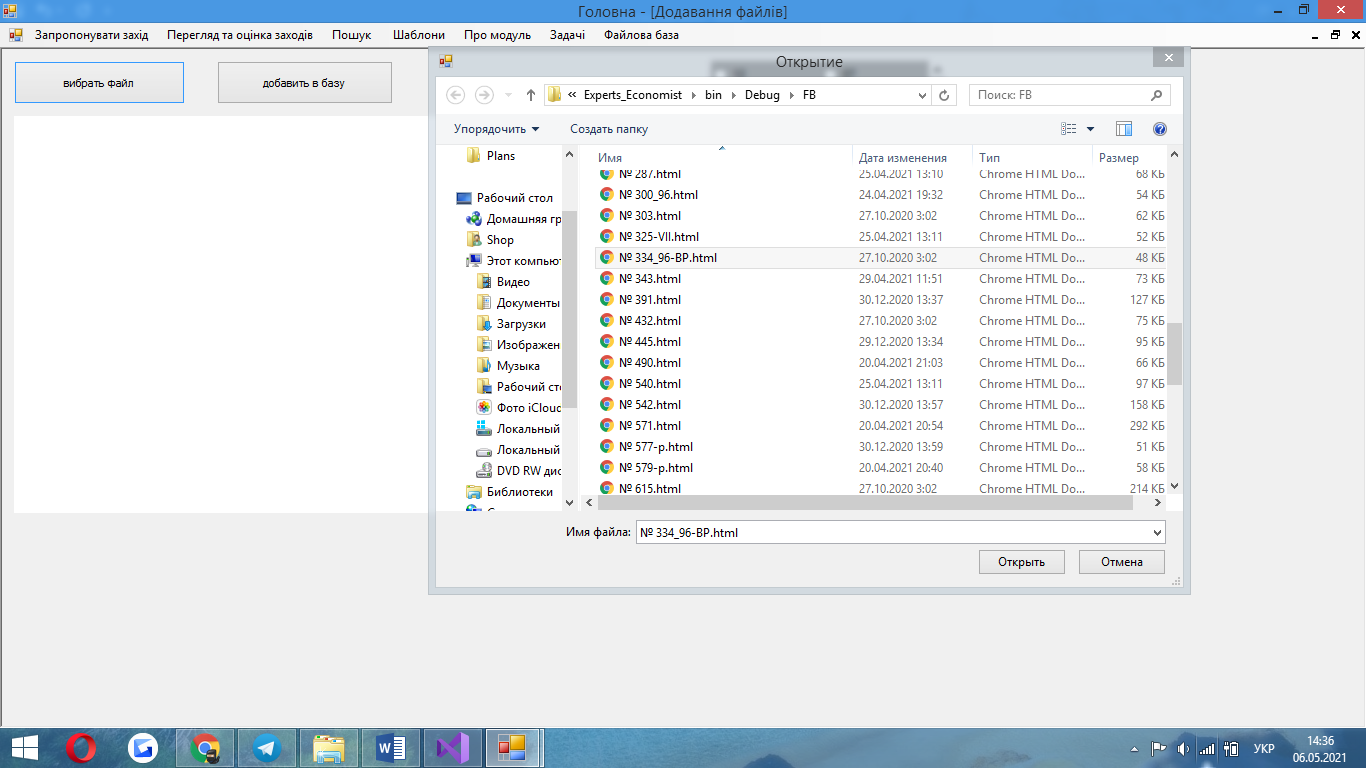 Головна - [Додавання файлів]
Запропонувати захід Перегляд та оцінка заходів Пошук Шаблони Про модуль Задачі Файлова база
вибрать файл добавить в базу
Открытие
« Experts_Economist bin Debug FB
Поиск: FB
Упорядочить Создать папку
Plans
Рабочий стол
Домашняя гр
Shop
Этот компьют
Видео
Документы
Загрузки
Изображен
Музыка
Рабочий сто
Фото iCloud
Локальный
Локальный
DVD RW дис
Библиотеки
Имя Дата изменения Тип Размер
№ 287.html 25.04.2021 13:10 Chrome HTML Do... 68 КБ
№ 300_96.html 24.04.2021 19:32 Chrome HTML Do... 54 КБ
№ 303.html 27.10.2020 3:02 Chrome HTML Do... 62 КБ
№ 325-VII.html 25.04.2021 13:11 Chrome HTML Do... 52 КБ
№ 334_96-ВР.html 27.10.2020 3:02 Chrome HTML Do... 48 КБ
№ 343.html 29.04.2021 11:51 Chrome HTML Do... 73 КБ
№ 391.html 30.12.2020 13:37 Chrome HTML Do... 127 КБ
№ 432.html 27.10.2020 3:02 Chrome HTML Do... 75 КБ
№ 445.html 29.12.2020 13:34 Chrome HTML Do... 95 КБ
№ 490.html 20.04.2021 21:03 Chrome HTML Do... 66 КБ
№ 540.html 25.04.2021 13:11 Chrome HTML Do... 97 КБ
№ 542.html 30.12.2020 13:57 Chrome HTML Do... 158 КБ
№ 571.html 20.04.2021 20:54 Chrome HTML Do... 292 КБ
№ 577-р.html 30.12.2020 13:59 Chrome HTML Do... 51 КБ
№ 579-р.html 20.04.2021 20:40 Chrome HTML Do... 58 КБ
№ 615.html 27.10.2020 3:02 Chrome HTML Do... 214 КБ
Имя файла: № 334_96-ВР.html
Открыть Отмена
УКР
14:36
06.05.2021